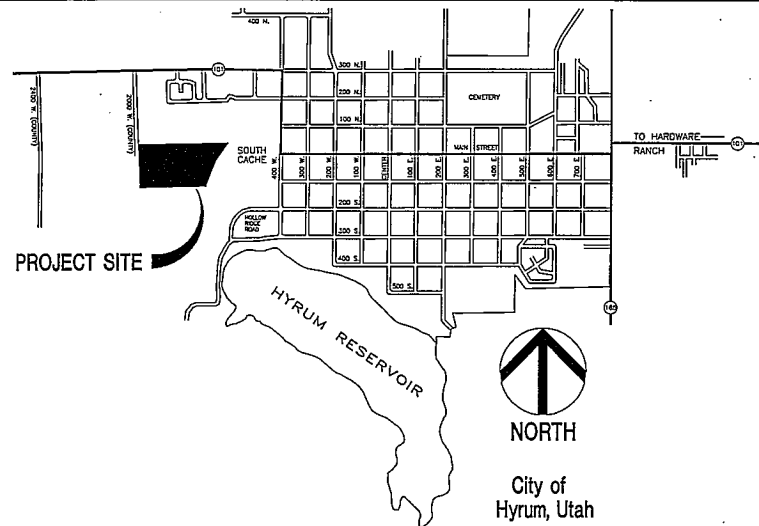 400 N.
300 N.
101
200 N.
100 N.
CEMETERY
2400 W. (COUNTY)
2000 W. (COUNTY)
SOUTH
CACHE
MAIN STREET
TO HARDWARE
RANCH
101
400 W.
300 W.
200 W.
100 W.
CENTER
100 E.
200 E.
300 E.
400 E.
500 E.
600 E.
700 E.
200 S.
HOLLOW
RIDGE
ROAD
300 S.
400 S.
500 S.
PROJECT SITE
HYRUM RESERVOIR
165
NORTH
City of
Hyrum, Utah